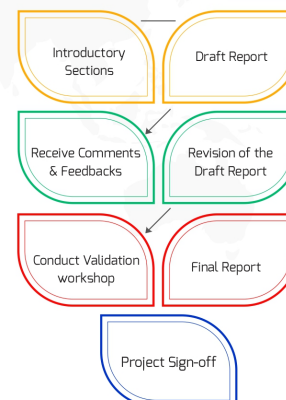 Introductory
Sections
Draft Report
Receive Comments
& Feedbacks
Revision of the
Draft Report
Conduct Validation
workshop
Final Report
Project Sign-off